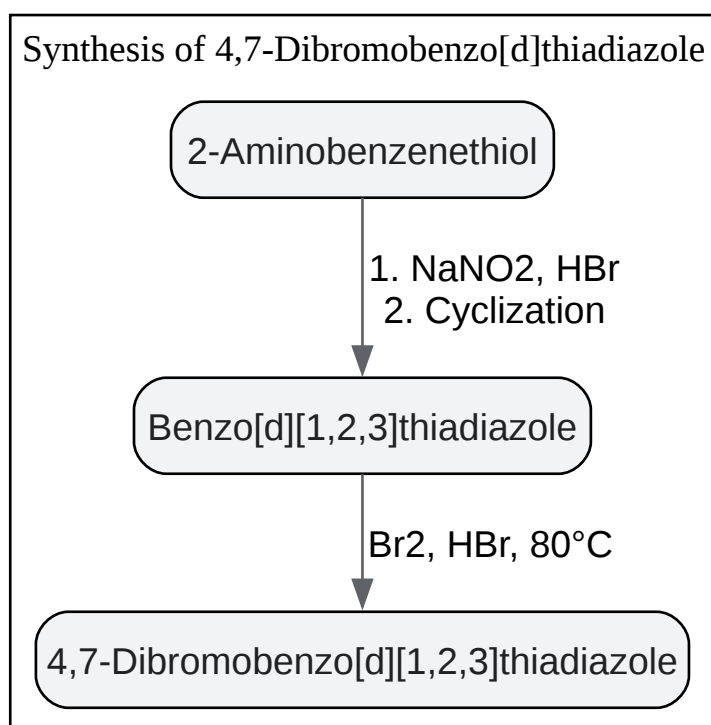 Synthesis of 4,7-Dibromobenzo[d]thiadiazole
2-Aminobenzenethiol
1. NaNO2, HBr
2. Cyclization
Benzo[d][1,2,3]thiadiazole
Br2, HBr, 80°C
4,7-Dibromobenzo[d][1,2,3]thiadiazole